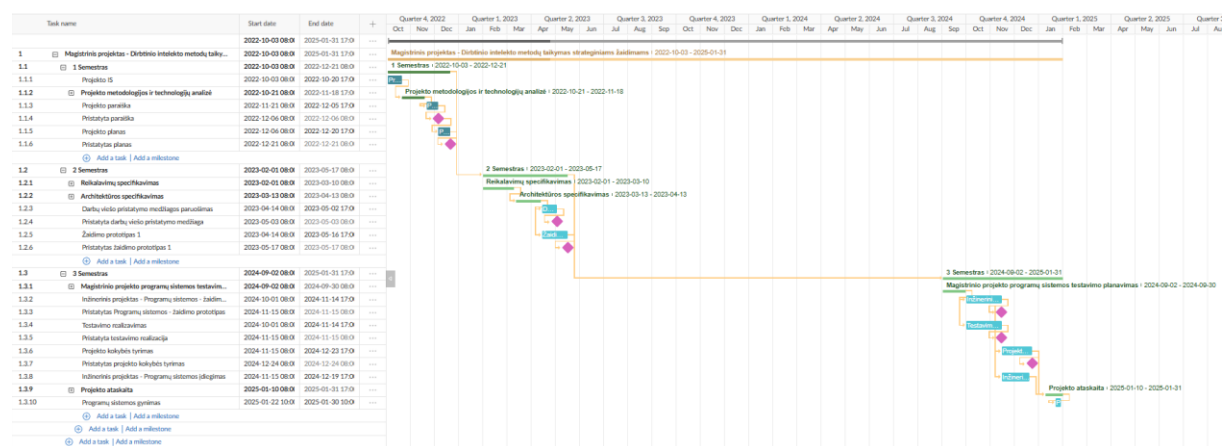 Task name Start date End date + Quarter 4, 2022 Quarter 1, 2023 Quarter 2, 2023 Quarter 3, 2023 Quarter 4, 2023 Quarter 1, 2024 Quarter 2, 2024 Quarter 3, 2024 Quarter 4, 2024 Quarter 1, 2025 Quarter 2, 2025
Oct Nov Dec Jan Feb Mar Apr May Jun Jul Aug Sep Oct Nov Dec Jan Feb Mar Apr May Jun Jul Aug Sep Oct Nov Dec Jan Feb Mar Apr May Jun Jul Au
2022-10-03 08:0 2025-01-31 17:0
1 Magistrinis projektas - Dirbtinio intelekto metodų taiky... 2022-10-03 08:0 2025-01-31 17:0 ... Magistrinis projektas - Dirbtinio intelekto metodų taikymas strateginiams žaidimams 2022-10-03 - 2025-01-31
1.1 1 Semestras 2022-10-03 08:0 2022-12-21 08:0 ... 1 Semestras 2022-10-03 - 2022-12-21
1.1.1 Projekto IS 2022-10-03 08:0 2022-10-20 17:0 ... Pr...
1.1.2 Projekto metodologijos ir technologijų analizė 2022-10-21 08:0 2022-11-18 17:0 ... Projekto metodologijos ir technologijų analizė 2022-10-21 - 2022-11-18
1.1.3 Projekto paraiška 2022-11-21 08:0 2022-12-05 17:0 ... P...
1.1.4 Pristatyta paraiška 2022-12-06 08:0 2022-12-06 08:0 ...
1.1.5 Projekto planas 2022-12-06 08:0 2022-12-20 17:0 ... P...
1.1.6 Pristatytas planas 2022-12-21 08:0 2022-12-21 08:0 ...
Add a task | Add a milestone
1.2 2 Semestras 2023-02-01 08:0 2023-05-17 08:0 ... 2 Semestras 2023-02-01 - 2023-05-17
1.2.1 Reikalavimų specifikavimas 2023-02-01 08:0 2023-03-10 08:0 ... Reikalavimų specifikavimas 2023-02-01 - 2023-03-10
1.2.2 Architektūros specifikavimas 2023-03-13 08:0 2023-04-13 08:0 ... Architektūros specifikavimas 2023-03-13 - 2023-04-13
1.2.3 Darbų viešo pristatymo medžiagos paruošimas 2023-04-14 08:0 2023-05-02 17:0 ...
1.2.4 Pristatyta darbų viešo pristatymo medžiaga 2023-05-03 08:0 2023-05-03 08:0 ...
1.2.5 Žaidimo prototipas 1 2023-04-14 08:0 2023-05-16 17:0 ... Žaidi...
1.2.6 Pristatytas žaidimo prototipas 1 2023-05-17 08:0 2023-05-17 08:0 ...
Add a task | Add a milestone
1.3 3 Semestras 2024-09-02 08:0 2025-01-31 17:0 ... 3 Semestras 2024-09-02 - 2025-01-31
1.3.1 Magistrinio projekto programų sistemos testavim... 2024-09-02 08:0 2024-09-30 08:0 ... Magistrinio projekto programų sistemos testavimo planavimas 2024-09-02 - 2024-09-30
1.3.2 Inžinerinis projektas - Programų sistemos - žaidim... 2024-10-01 08:0 2024-11-14 17:0 ... Inžinerini...
1.3.3 Pristatytas Programų sistemos - žaidimo prototipas 2024-11-15 08:0 2024-11-15 08:0 ...
1.3.4 Testavimo realizavimas 2024-10-01 08:0 2024-11-14 17:0 ... Testavim...
1.3.5 Pristatyta testavimo realizacija 2024-11-15 08:0 2024-11-15 08:0 ...
1.3.6 Projekto kokybės tyrimas 2024-11-15 08:0 2024-12-23 17:0 ... Projekt...
1.3.7 Pristatytas projekto kokybės tyrimas 2024-12-24 08:0 2024-12-24 08:0 ...
1.3.8 Inžinerinis projektas - Programų sistemos įdiegimas 2024-11-15 08:0 2024-12-19 17:0 ... Inžineri...
1.3.9 Projekto ataskaita 2025-01-10 08:0 2025-01-31 17:0 ... Projekto ataskaita 2025-01-10 - 2025-01-31
1.3.10 Programų sistemos gynimas 2025-01-22 10:0 2025-01-30 10:0 ... P
Add a task | Add a milestone
Add a task | Add a milestone
Add a task | Add a milestone